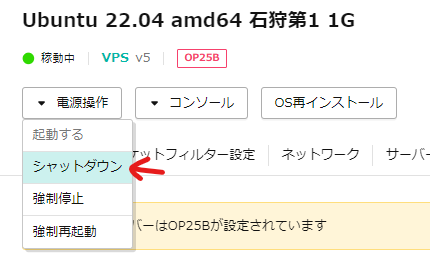 Ubuntu 22.04 amd64 石狩第1 1G
稼動中 VPS v5 OP25B
電源操作 コンソール OS再インストール
起動する
シャットダウン ケットフィルター設定 ネットワーク サーバー
強制停止
強制再起動 バーはOP25Bが設定されています